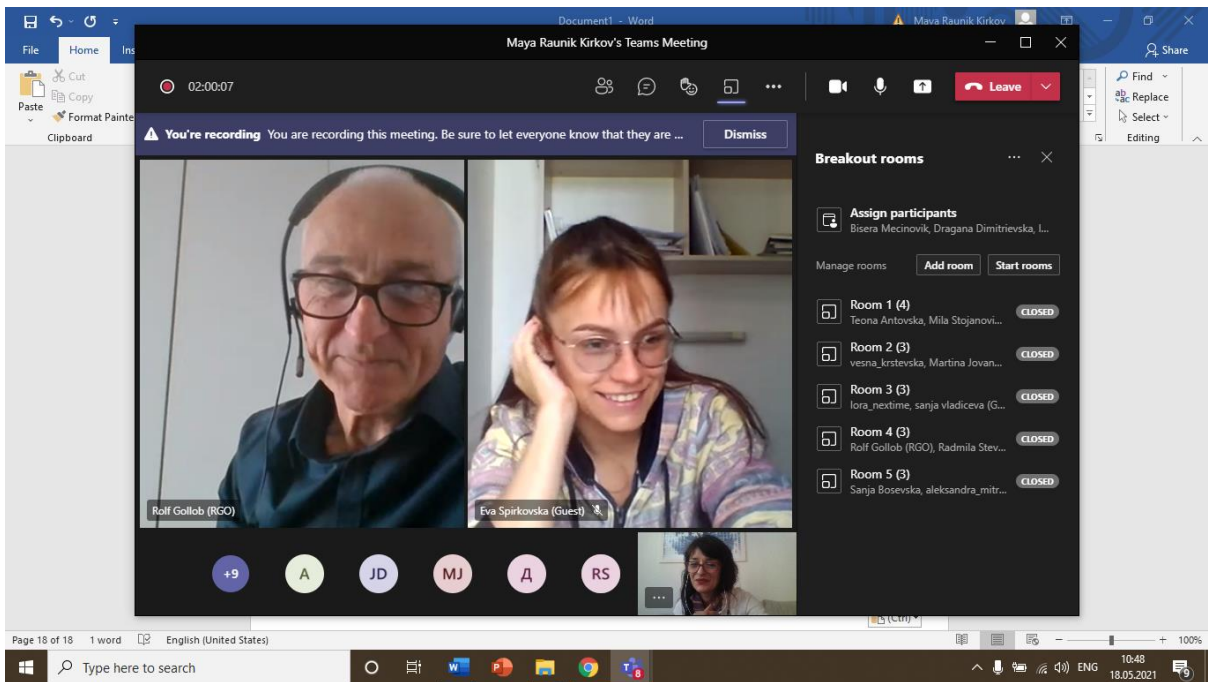 Document1 - Word
Maya Raunik Kirkov
File
Home
Ins
Share
Cut
Copy
Paste
Format Painte
Clipboard
Find
Replace
Select
Editing
Maya Raunik Kirkov's Teams Meeting
02:00:07
Leave
You're recording You are recording this meeting. Be sure to let everyone know that they are ...
Dismiss
Rolf Gollob (RGO)
Eva Spirkovska (Guest)
+9
A
JD
MJ
Д
RS
Breakout rooms
Assign participants
Bisera Mecinovik, Dragana Dimitrievska, I...
Manage rooms
Add room
Start rooms
Room 1 (4)
CLOSED
Teona Antovska, Mila Stojanovi...
Room 2 (3)
CLOSED
vesna_krstevska, Martina Jovan...
Room 3 (3)
CLOSED
lora_nextime, sanja vladiceva (G...
Room 4 (3)
CLOSED
Rolf Gollob (RGO), Radmila Stev...
Room 5 (3)
CLOSED
Sanja Bosevska, aleksandra_mitr...
(Ctrl)
Page 18 of 18 1 word English (United States)
100%
Type here to search
ENG
10:48
18.05.2021